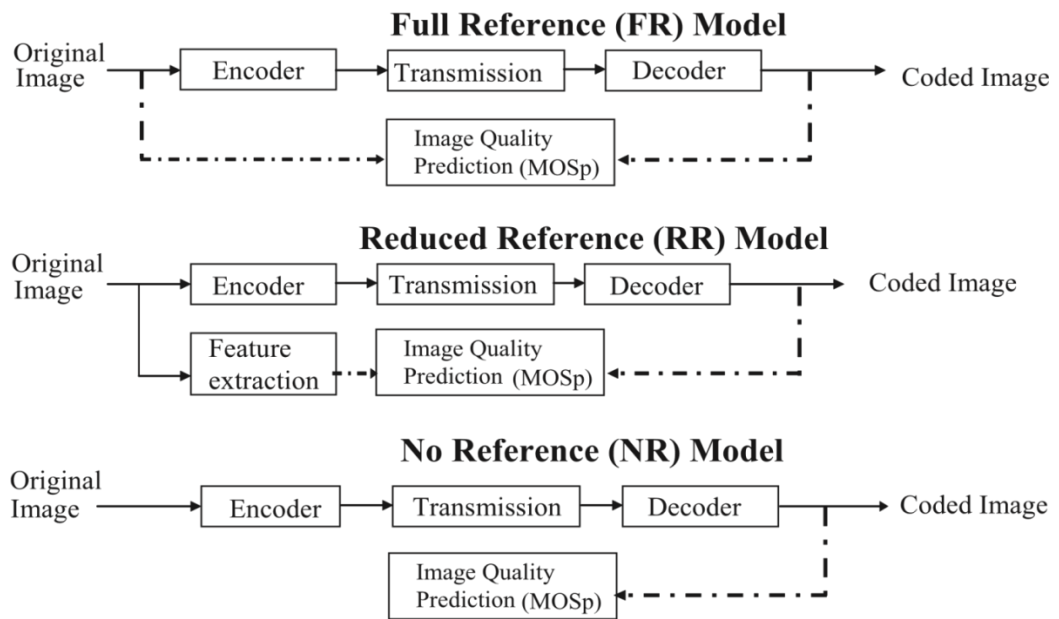 Full Reference (FR) Model
Original
Image
Encoder
Transmission
Decoder
Coded Image
Image Quality
Prediction (MOSp)
Reduced Reference (RR) Model
Original
Image
Encoder
Transmission
Decoder
Coded Image
Feature
extraction
Image Quality
Prediction (MOSp)
No Reference (NR) Model
Original
Image
Encoder
Transmission
Decoder
Coded Image
Image Quality
Prediction (MOSp)